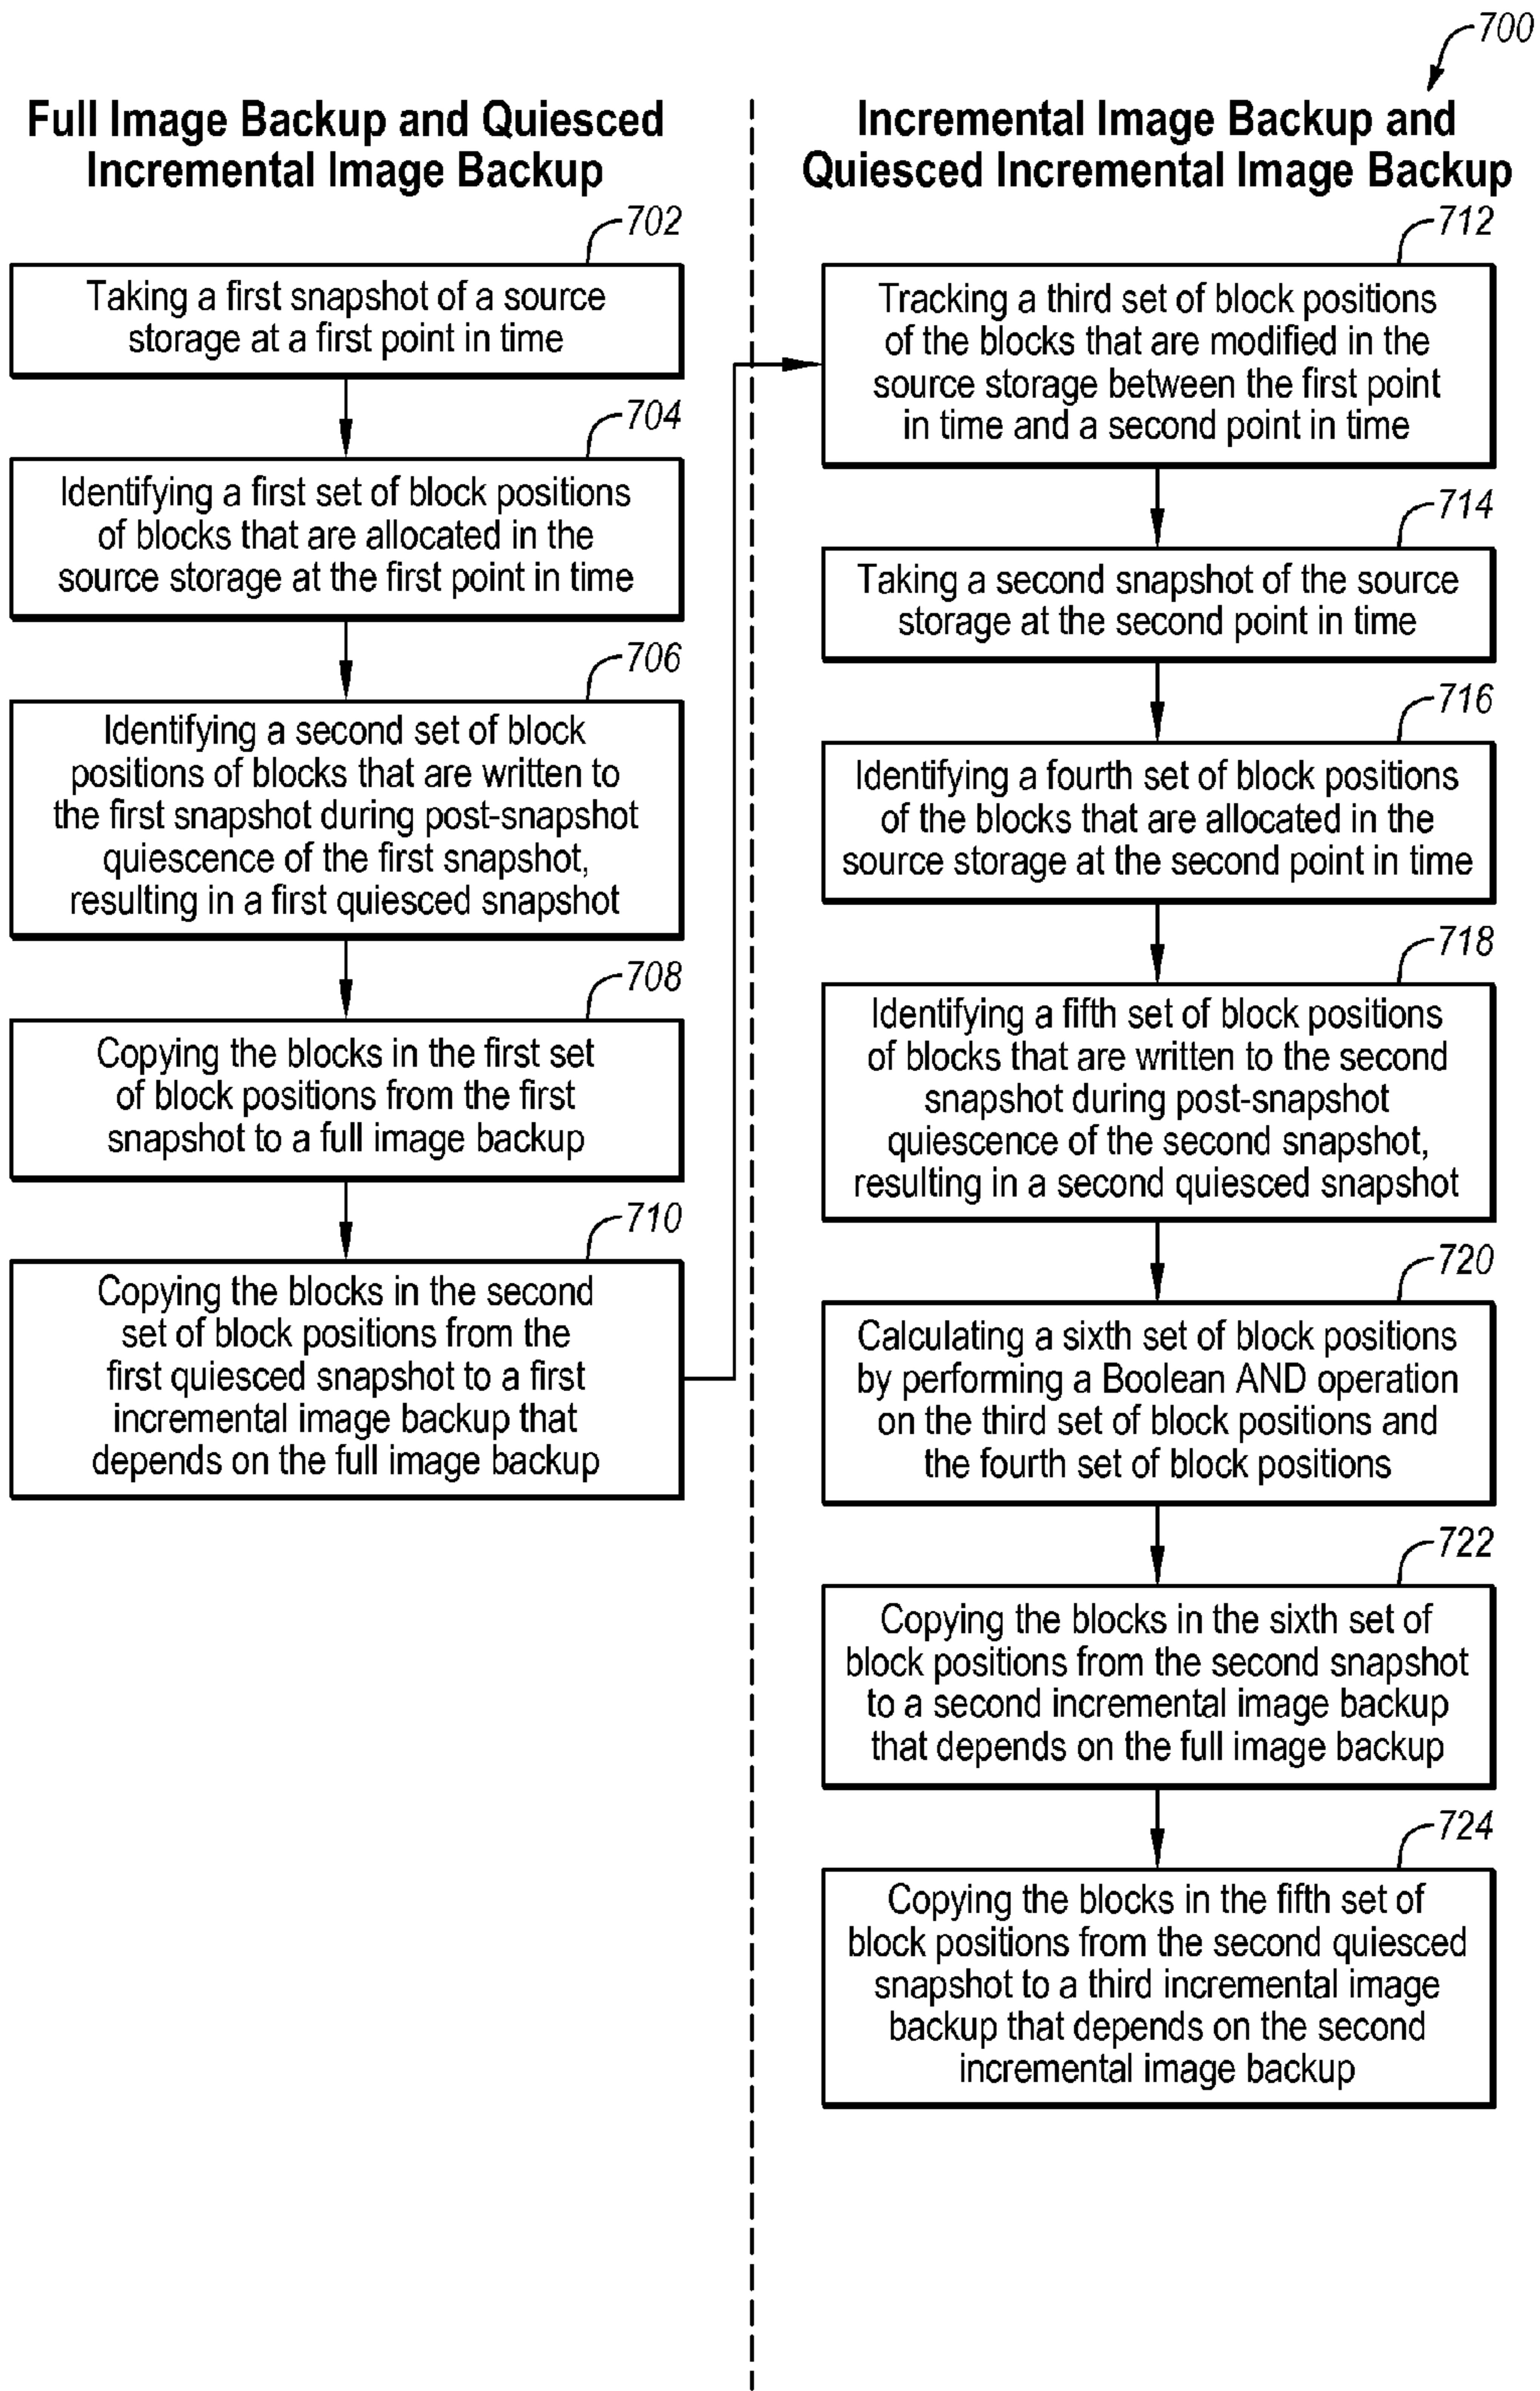 700
Full Image Backup and Quiesced
Incremental Image Backup
702
Taking a first snapshot of a source
storage at a first point in time
704
Identifying a first set of block positions
of blocks that are allocated in the
source storage at the first point in time
706
Identifying a second set of block
positions of blocks that are written to
the first snapshot during post-snapshot
quiescence of the first snapshot,
resulting in a first quiesced snapshot
708
Copying the blocks in the first set
of block positions from the first
snapshot to a full image backup
710
Copying the blocks in the second
set of block positions from the
first quiesced snapshot to a first
incremental image backup that
depends on the full image backup
Incremental Image Backup and
Quiesced Incremental Image Backup
712
Tracking a third set of block positions
of the blocks that are modified in the
source storage between the first point
in time and a second point in time
714
Taking a second snapshot of the source
storage at the second point in time
716
Identifying a fourth set of block positions
of the blocks that are allocated in the
source storage at the second point in time
718
Identifying a fifth set of block positions
of blocks that are written to the second
snapshot during post-snapshot
quiescence of the second snapshot,
resulting in a second quiesced snapshot
720
Calculating a sixth set of block positions
by performing a Boolean AND operation
on the third set of block positions and
the fourth set of block positions
722
Copying the blocks in the sixth set of
block positions from the second snapshot
to a second incremental image backup
that depends on the full image backup
724
Copying the blocks in the fifth set of
block positions from the second quiesced
snapshot to a third incremental image
backup that depends on the second
incremental image backup